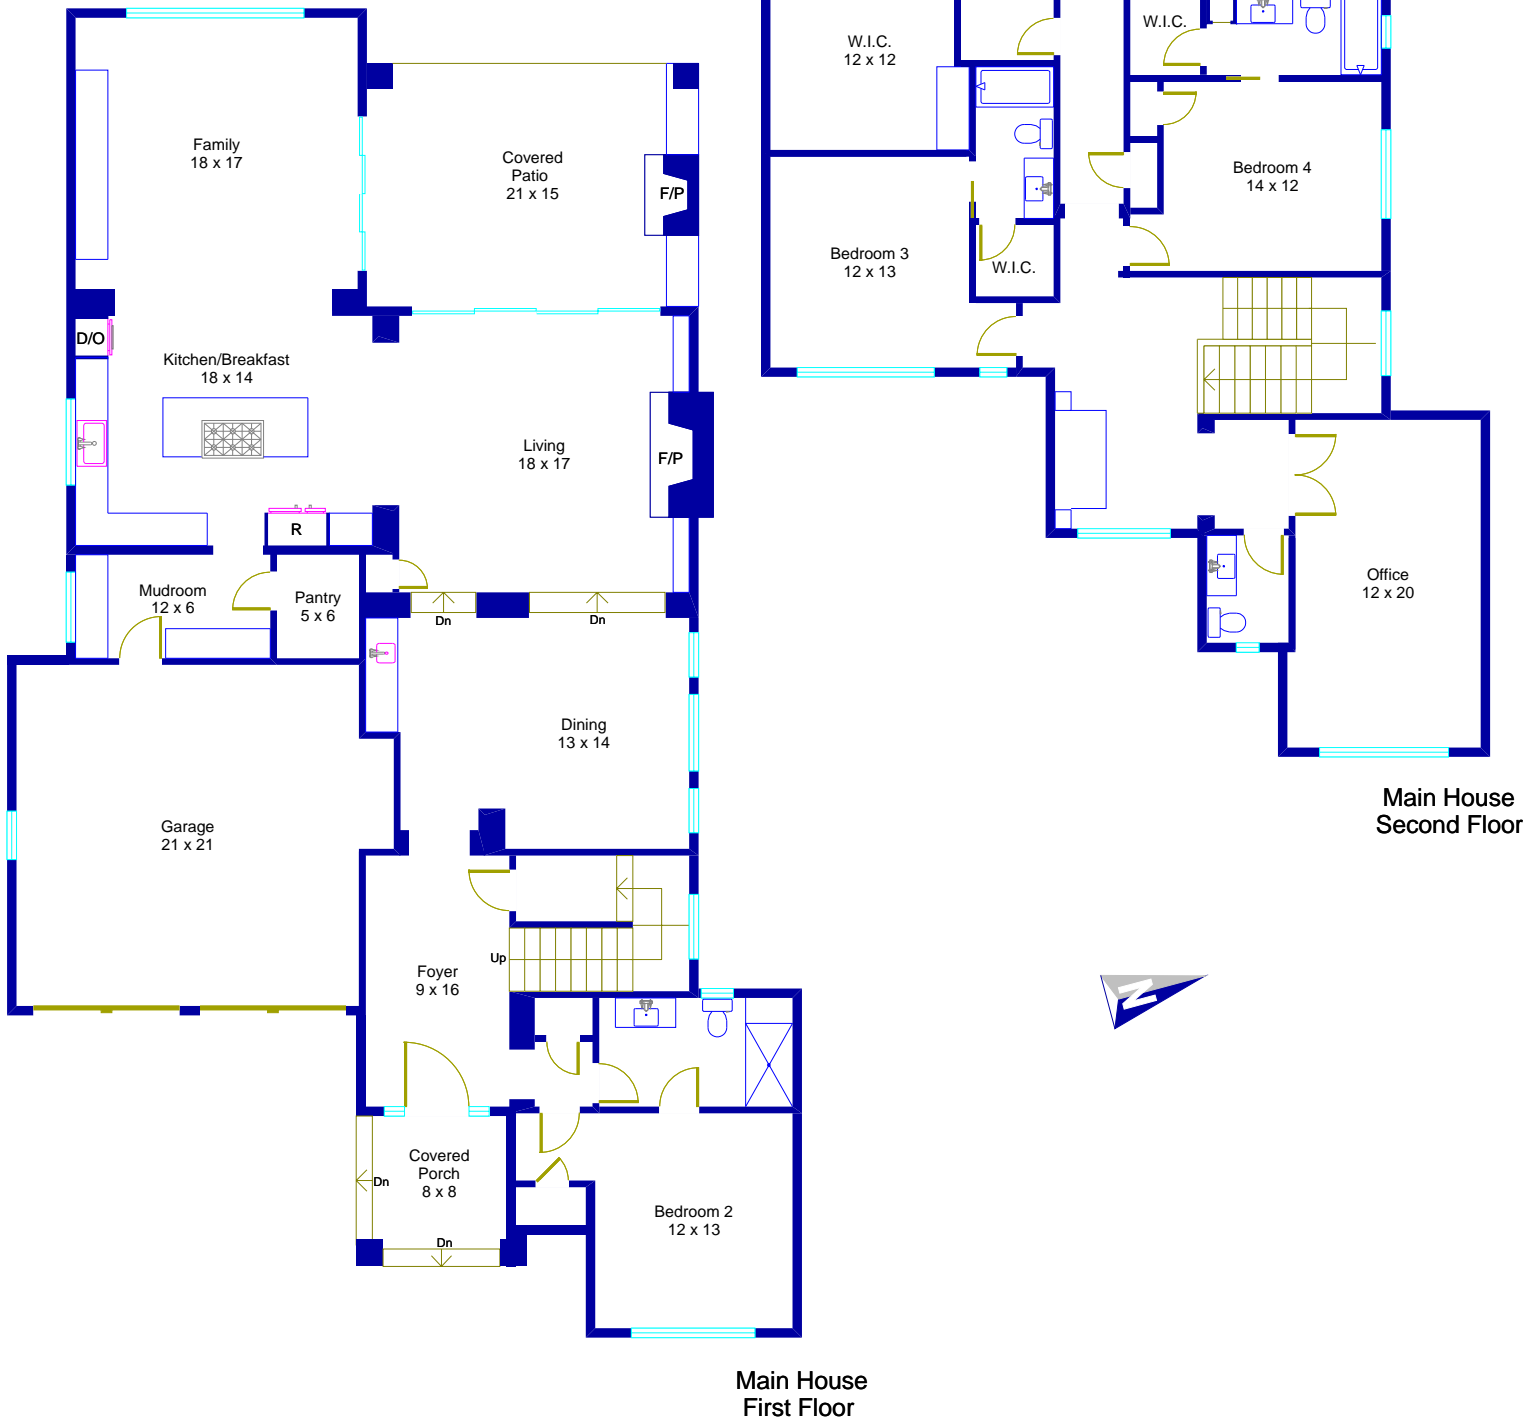 Family
18 x 17
Covered
Patio
21 x 15
F/P
D/O
Kitchen/Breakfast
18 x 14
Living
18 x 17
F/P
R
Mudroom
12 x 6
Pantry
5 x 6
Dn
Dn
Dining
13 x 14
Garage
21 x 21
Up
Foyer
9 x 16
Covered
Porch
8 x 8
Dn
Dn
Bedroom 2
12 x 13
Main House
First Floor
W.I.C.
12 x 12
W.I.C.
Bedroom 4
14 x 12
Bedroom 3
12 x 13
W.I.C.
Office
12 x 20
Main House
Second Floor
N